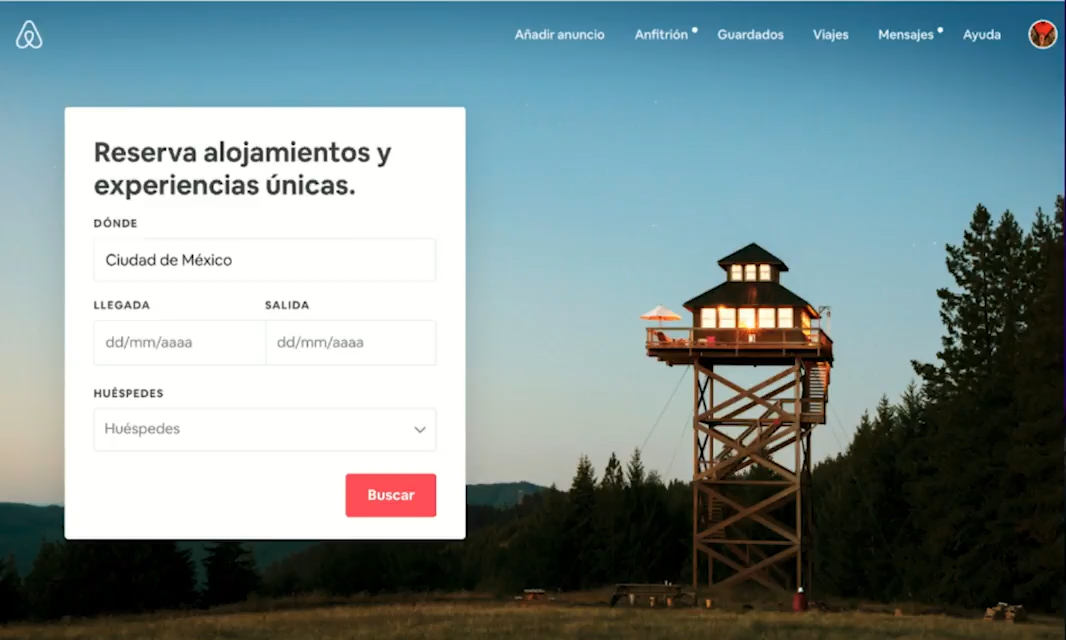 Añadir anuncio
Anfitrión
Guardados
Viajes
Mensajes
Ayuda
Reserva alojamientos y
experiencias únicas.
DÓNDE
Ciudad de México
LLEGADA
SALIDA
dd/mm/aaaa
dd/mm/aaaa
HUÉSPEDES
Huéspedes
Buscar